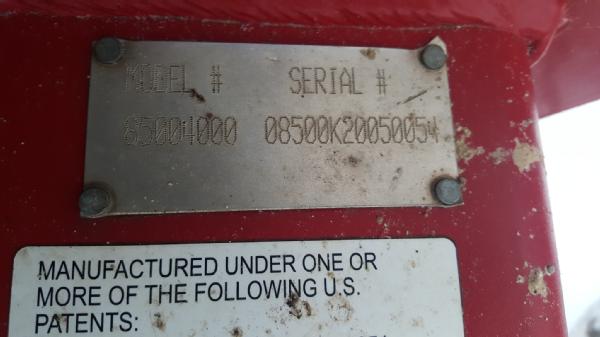 MODEL # SERIAL #
85004000 08500K20050054
MANUFACTURED UNDER ONE OR
MORE OF THE FOLLOWING U.S.
PATENTS: